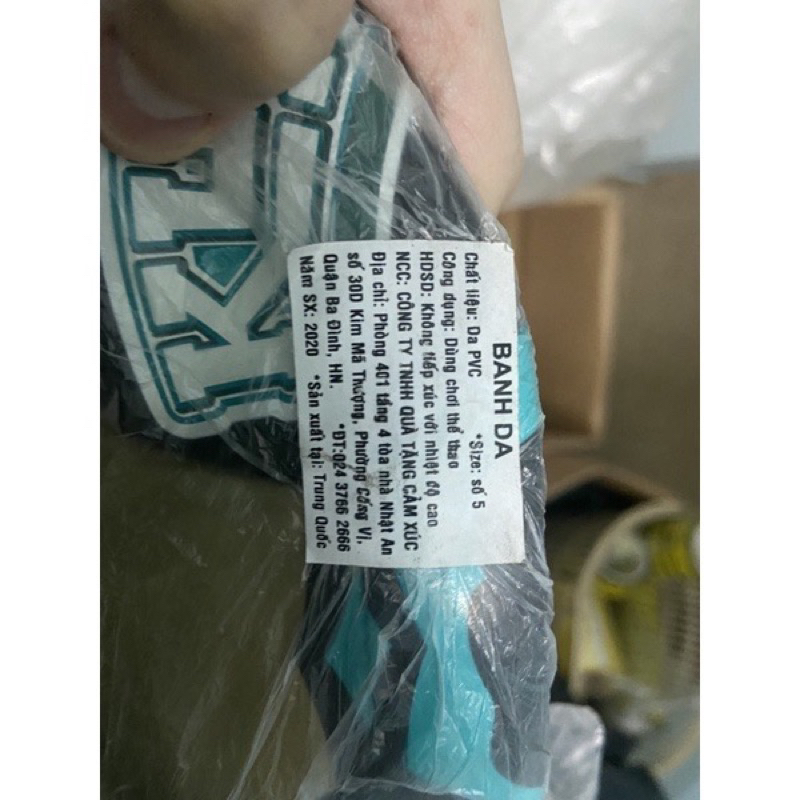 BANH DA
Chất liệu: Da PVC *Size: số 5
Công dụng: Dùng chơi thể thao
HDSD: Không tiếp xúc với nhiệt độ cao
NCC: CÔNG TY TNHH QUÀ TẶNG CẢM XÚC
Địa chỉ: Phòng 401 tầng 4 tòa nhà Nhật An
số 30D Kim Mã Thượng, Phường Cống Vị,
Quận Ba Đình, HN. *ĐT:024 3766 2666
Năm SX: 2020 *Sản xuất tại: Trung Quốc